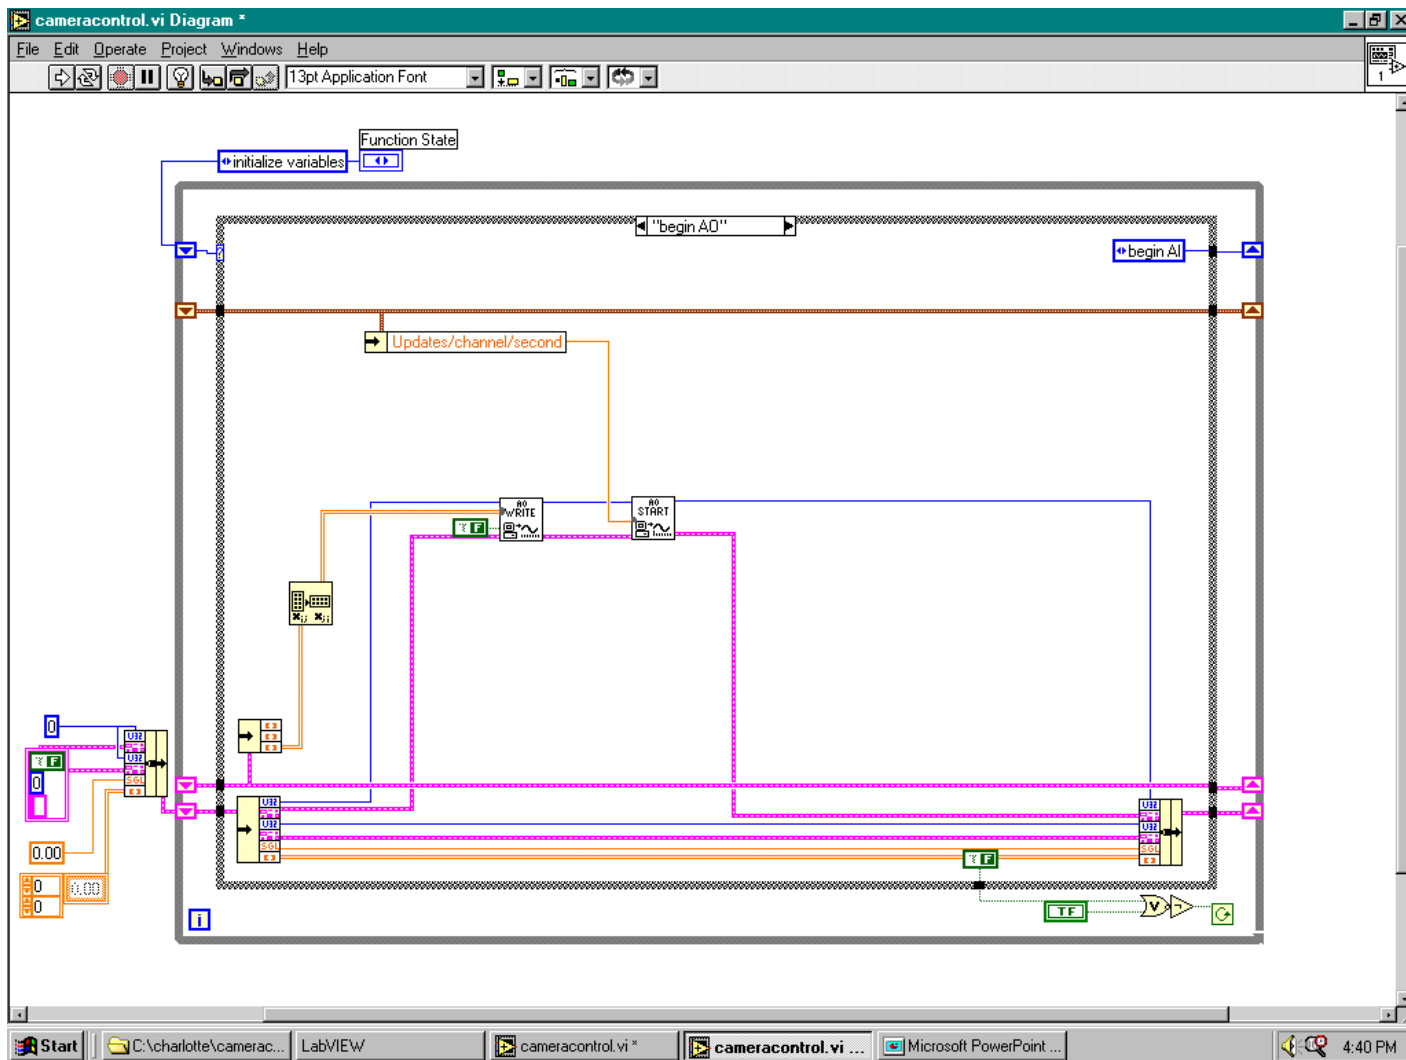 cameracontrol.vi Diagram *
File Edit Operate Project Windows Help
13pt Application Font
1
Function State
initialize variables
"begin AO"
?
begin AI
Updates/channel/second
AO WRITE
AO START
F
F
TF
V
i
0
U32
U32
SGL
F
0
0.00
0
0
0.00
U32
U32
SGL
U32
U32
SGL
Start
C:\charlotte\camerac...
LabVIEW
cameracontrol.vi *
cameracontrol.vi ...
Microsoft PowerPoint ...
4:40 PM